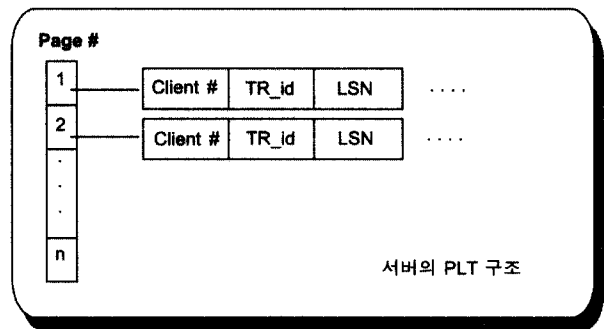 Page #
1 Client # TR_id LSN ....
2 Client # TR_id LSN ....
.
.
.
n
서버의 PLT 구조